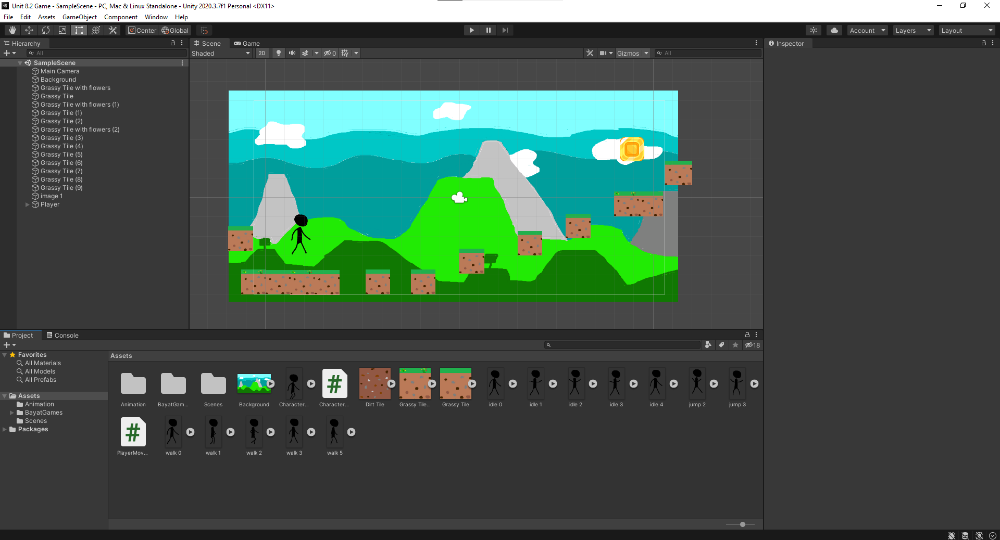 Unit 8.2 Game - SampleScene - PC, Mac & Linux Standalone - Unity 2020.3.7f1 Personal <DX11>
File Edit Assets GameObject Component Window Help
Center Global Account Layers Layout
Hierarchy
All
SampleScene
Main Camera
Background
Grassy Tile with flowers
Grassy Tile
Grassy Tile with flowers (1)
Grassy Tile (1)
Grassy Tile (2)
Grassy Tile with flowers (2)
Grassy Tile (3)
Grassy Tile (4)
Grassy Tile (5)
Grassy Tile (6)
Grassy Tile (7)
Grassy Tile (8)
Grassy Tile (9)
image 1
Player
Scene Game
Shaded 2D 0 Gizmos All
Inspector
Project Console
18
Favorites
All Materials
All Models
All Prefabs
Assets
Animation
BayatGames
Scenes
Packages
Assets
Animation BayatGam... Scenes Background Character... Character... Dirt Tile Grassy Tile... Grassy Tile idle 0 idle 1 idle 2 idle 3 idle 4 jump 2 jump 3
PlayerMov... walk 0 walk 1 walk 2 walk 3 walk 5